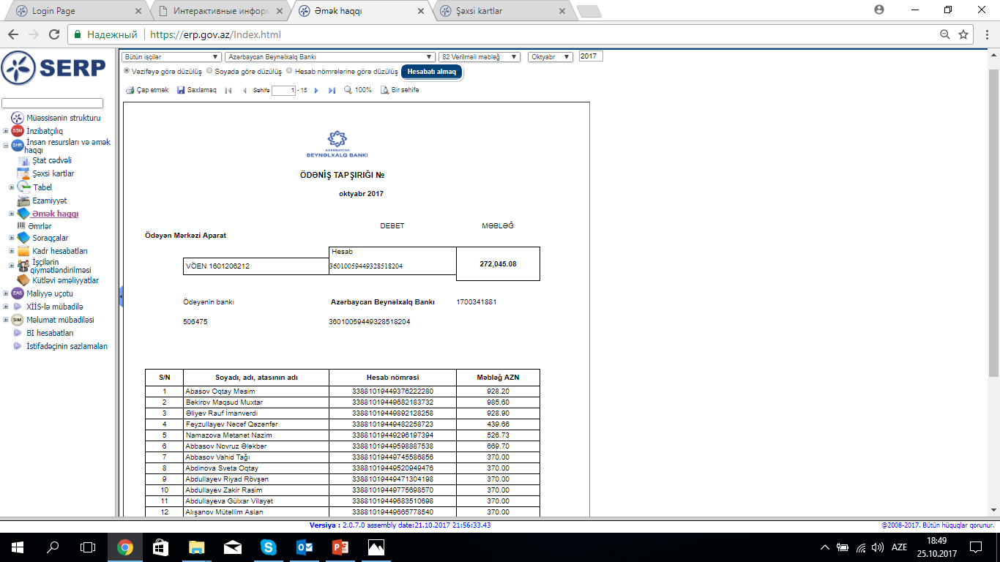 Login Page
Интерактивные информ
Əmək haqqı
Şəxsi kartlar
Надежный
https://erp.gov.az/Index.html
SERP
Müəssisənin strukturu
SSM İnzibatçılıq
SHR İnsan resursları və əmək
haqqı
Ştat cədvəli
Şəxsi kartlar
Tabel
Ezamiyyət
Əmək haqqı
Əmrlər
Soraqçalar
Kadr hesabatları
İşçilərin
qiymətləndirilməsi
Kütləvi əməliyyatlar
EAS Maliyyə uçotu
XİİS-lə mübadilə
SIM Məlumat mübadiləsi
BI hesabatları
İstifadəçinin sazlamaları
Bütün işçilər Azərbaycan Beynəlxalq Bankı 82 Verilməli məbləğ Oktyabr 2017
Vəzifəyə görə düzülüş Soyada görə düzülüş Hesab nömrələrinə görə düzülüş Hesabatı almaq
Çap etmək Saxlamaq Səhifə 1 - 15 100% Bir səhifə
AZƏRBAYCAN
BEYNƏLXALQ BANKI
ÖDƏNİŞ TAPŞIRIĞI №
oktyabr 2017
DEBET MƏBLƏĞ
Ödəyən Mərkəzi Aparat
Hesab
VÖEN 1601206212 36010059449328518204 272,045.08
Ödəyənin bankı Azərbaycan Beynəlxalq Bankı 1700341881
506475 36010059449328518204
S/N Soyadı, adı, atasının adı Hesab nömrəsi Məbləğ AZN
1 Abasov Oqtay Məsim 33881019449376222280 928.20
2 Bəkirov Maqsud Muxtar 33881019449682183732 985.60
3 Əliyev Rauf İmanverdi 33881019449892128258 928.90
4 Feyzullayev Nəcəf Qəzənfər 33881019449482258723 439.66
5 Namazova Mətanət Nazim 33881019449296197394 526.73
6 Abbasov Novruz Ələkbər 33881019449598887538 669.70
7 Abbasov Vahid Tağı 33881019449745586856 370.00
8 Abdinova Sveta Oqtay 33881019449520949476 370.00
9 Abdullayev Riyad Rövşən 33881019449471304198 370.00
10 Abdullayev Zakir Rasim 33881019449775698570 370.00
11 Abdullayeva Gülxar Vilayət 33881019449683510698 370.00
12 Alışanov Mütəllim Aslan 33881019449665778540 370.00
Versiya : 2.0.7.0 assembly date:21.10.2017 21:56:33.43
@2008-2017. Bütün hüquqlar qorunur.
AZE
18:49
25.10.2017